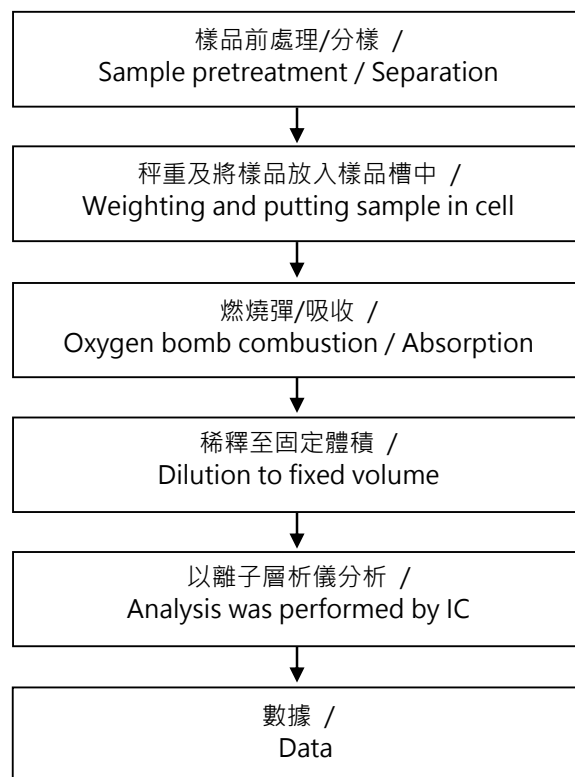 樣品前處理/分樣 /
Sample pretreatment / Separation
秤重及將樣品放入樣品槽中 /
Weighting and putting sample in cell
燃燒彈/吸收 /
Oxygen bomb combustion / Absorption
稀釋至固定體積 /
Dilution to fixed volume
以離子層析儀分析 /
Analysis was performed by IC
數據 /
Data